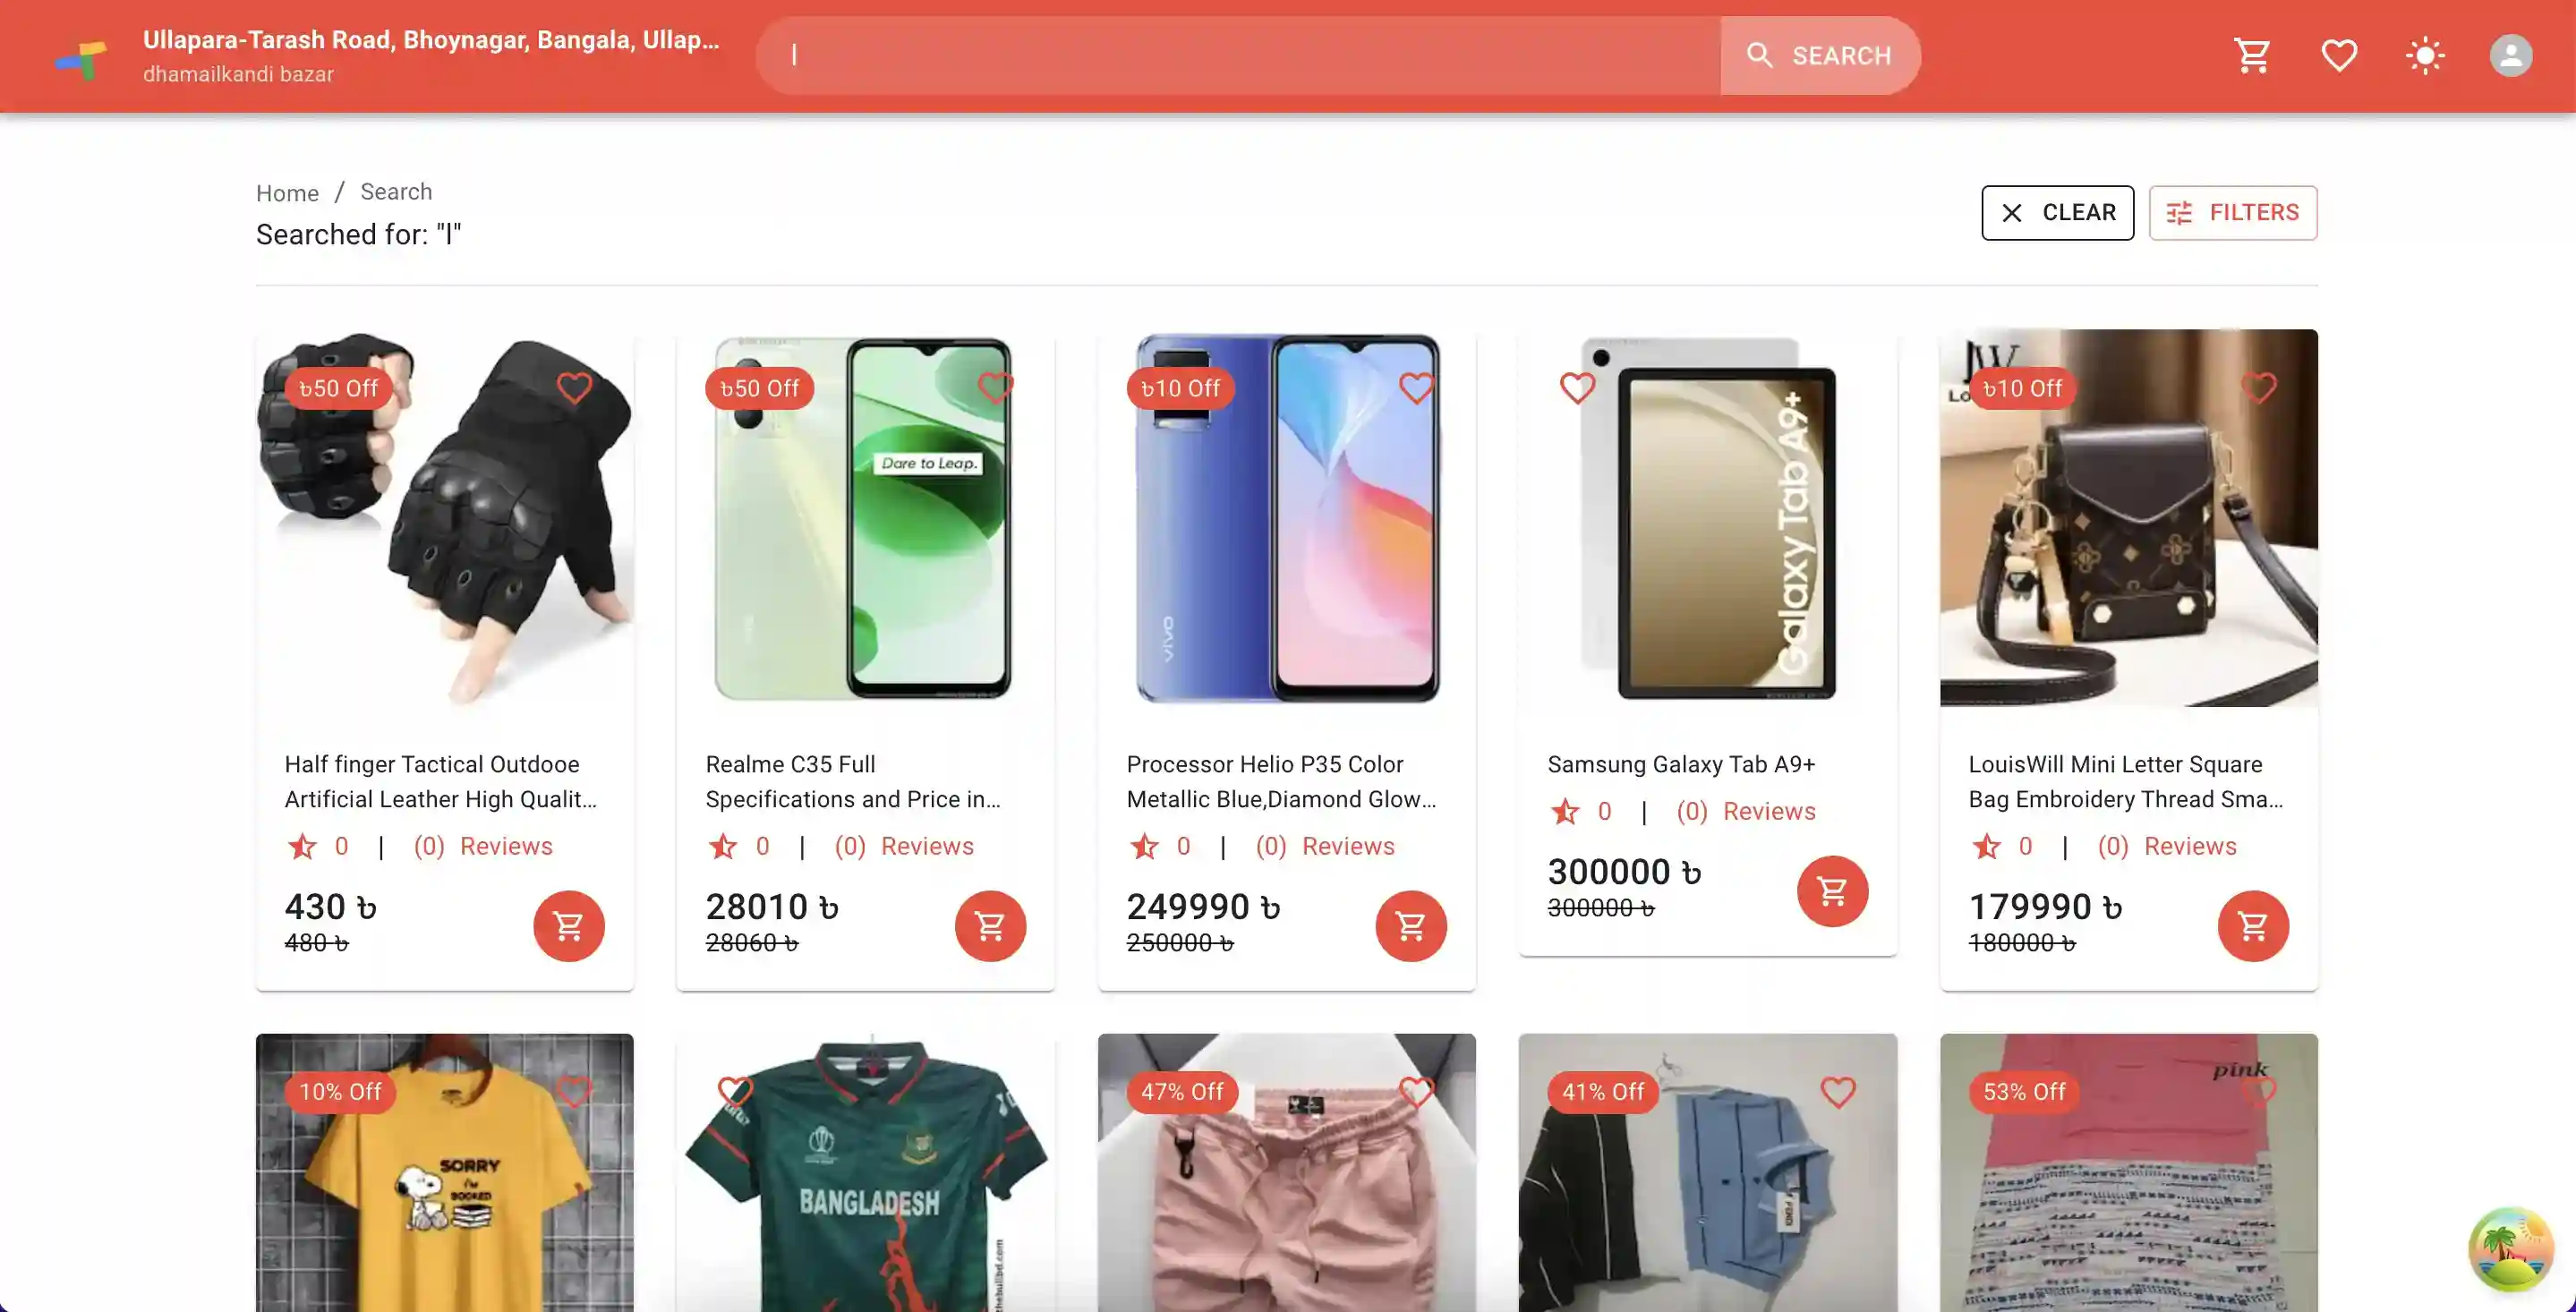 Ullapara-Tarash Road, Bhoynagar, Bangala, Ullap...
dhamailkandi bazar
l
SEARCH
Home / Search
Searched for: "l"
CLEAR
FILTERS
৳50 Off
৳50 Off
Dare to Leap.
৳10 Off
vivo
Galaxy Tab A9+
৳10 Off
Half finger Tactical Outdooe
Artificial Leather High Qualit...
0 | (0) Reviews
430 ৳
480 ৳
Realme C35 Full
Specifications and Price in...
0 | (0) Reviews
28010 ৳
28060 ৳
Processor Helio P35 Color
Metallic Blue,Diamond Glow...
0 | (0) Reviews
249990 ৳
250000 ৳
Samsung Galaxy Tab A9+
0 | (0) Reviews
300000 ৳
300000 ৳
LouisWill Mini Letter Square
Bag Embroidery Thread Sma...
0 | (0) Reviews
179990 ৳
180000 ৳
10% Off
SORRY
I'm
BOOKED
BANGLADESH
47% Off
41% Off
FENDI
53% Off
pink